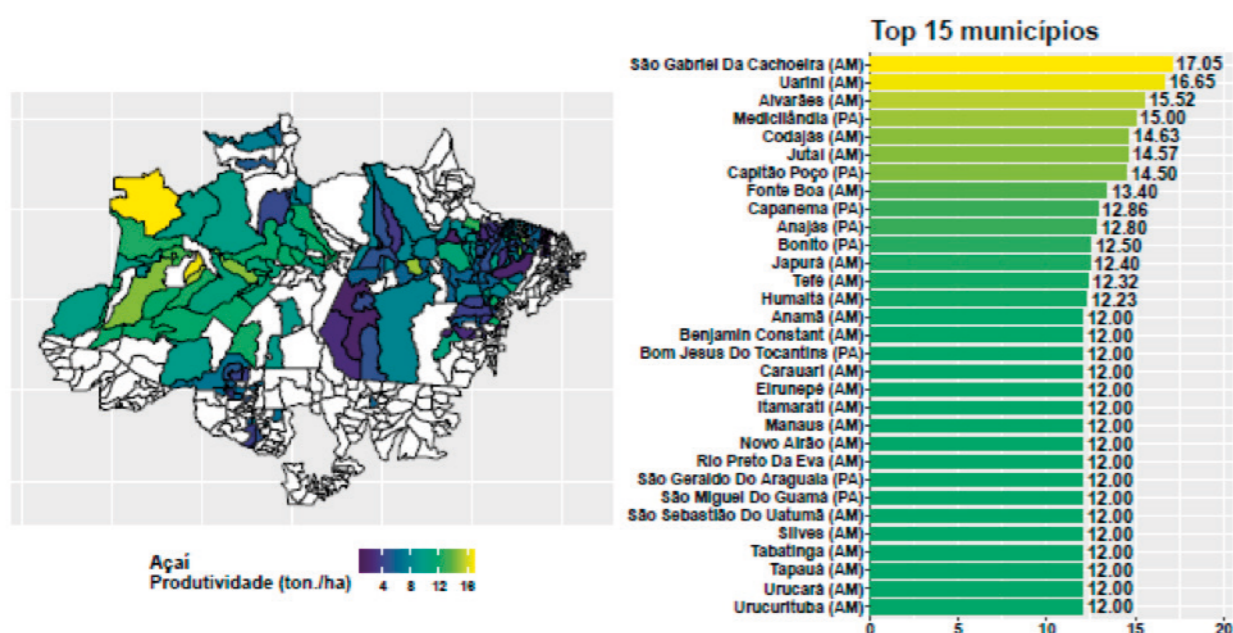 Top 15 municípios
São Gabriel Da Cachoeira (AM) 17.05
Uarini (AM) 16.65
Alvarães (AM) 15.52
Medicilândia (PA) 15.00
Codajás (AM) 14.63
Jutaí (AM) 14.57
Capitão Poço (PA) 14.50
Fonte Boa (AM) 13.40
Capanema (PA) 12.86
Anajás (PA) 12.80
Bonito (PA) 12.50
Japurá (AM) 12.40
Tefé (AM) 12.32
Humaitá (AM) 12.23
Anamã (AM) 12.00
Benjamin Constant (AM) 12.00
Bom Jesus Do Tocantins (PA) 12.00
Carauari (AM) 12.00
Eirunepé (AM) 12.00
Itamarati (AM) 12.00
Manaus (AM) 12.00
Novo Airão (AM) 12.00
Rio Preto Da Eva (AM) 12.00
São Geraldo Do Araguaia (PA) 12.00
São Miguel Do Guamá (PA) 12.00
São Sebastião Do Uatumã (AM) 12.00
Silves (AM) 12.00
Tabatinga (AM) 12.00
Tapauá (AM) 12.00
Urucará (AM) 12.00
Urucurituba (AM) 12.00
0 5 10 15 20
Açaí
Produtividade (ton./ha)
4 8 12 16